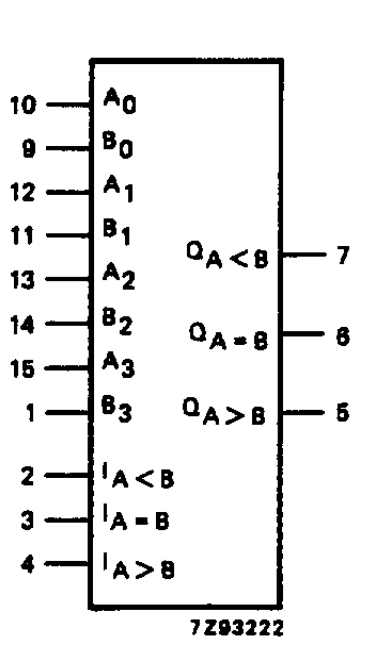 10 A0
9 B0
12 A1
11 B1
QA<B 7
13 A2
14 B2
QA=B 6
15 A3
1 B3
QA>B 5
2 IA<B
3 IA=B
4 IA>B
7Z93222